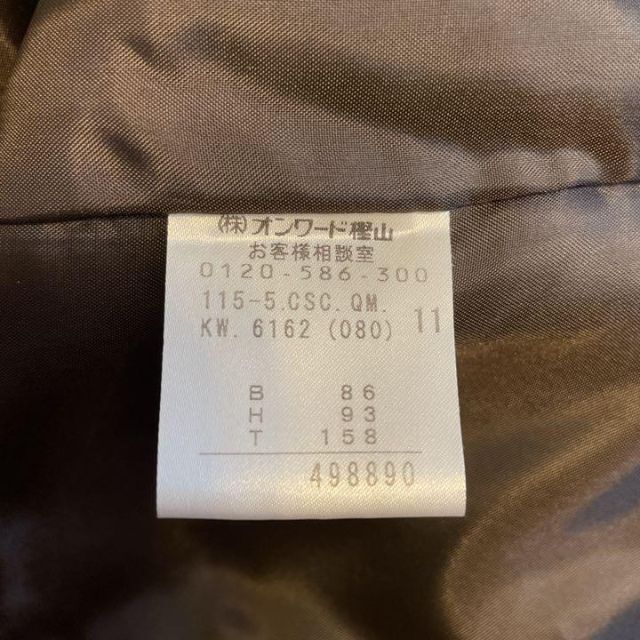 (株)オンワード樫山
お客様相談室
0120-586-300
115-5.CSC.QM.
KW.6162(080) 11
B 86
H 93
T 158
498890